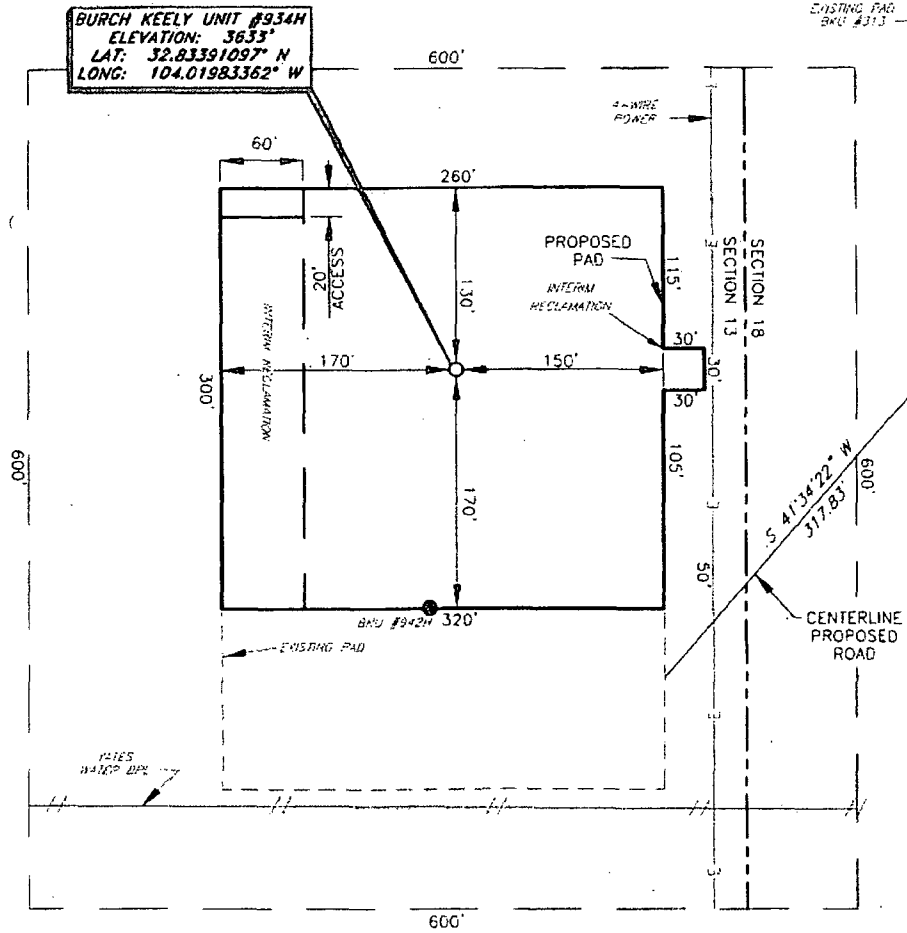 EXISTING PAD
BKU #313
BURCH KEELY UNIT #934H
ELEVATION: 3633'
LAT: 32.83391097° N
LONG: 104.01983362° W
600'
4-WIRE
POWER
60'
260'
20'
ACCESS
130'
PROPOSED
PAD
115'
SECTION 13
SECTION 18
INTERIM
RECLAMATION
30'
INTERIM RECLAMATION
170'
150'
30'
300'
30'
600'
105'
170'
S 41°34'22" W
317.83'
600'
50'
BKU #942H
320'
CENTERLINE
PROPOSED
ROAD
EXISTING PAD
YATES
WATER DPL
600'